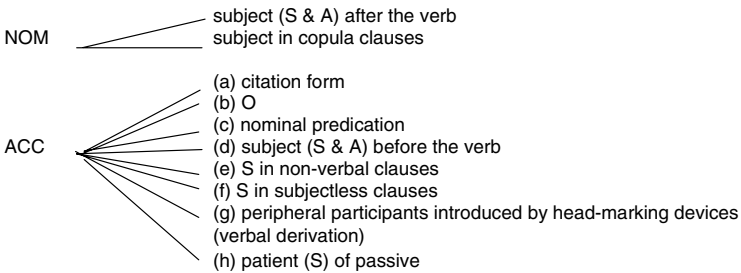 subject (S & A) after the verb
NOM
subject in copula clauses
(a) citation form
(b) O
(c) nominal predication
ACC
(d) subject (S & A) before the verb
(e) S in non-verbal clauses
(f) S in subjectless clauses
(g) peripheral participants introduced by head-marking devices
(verbal derivation)
(h) patient (S) of passive